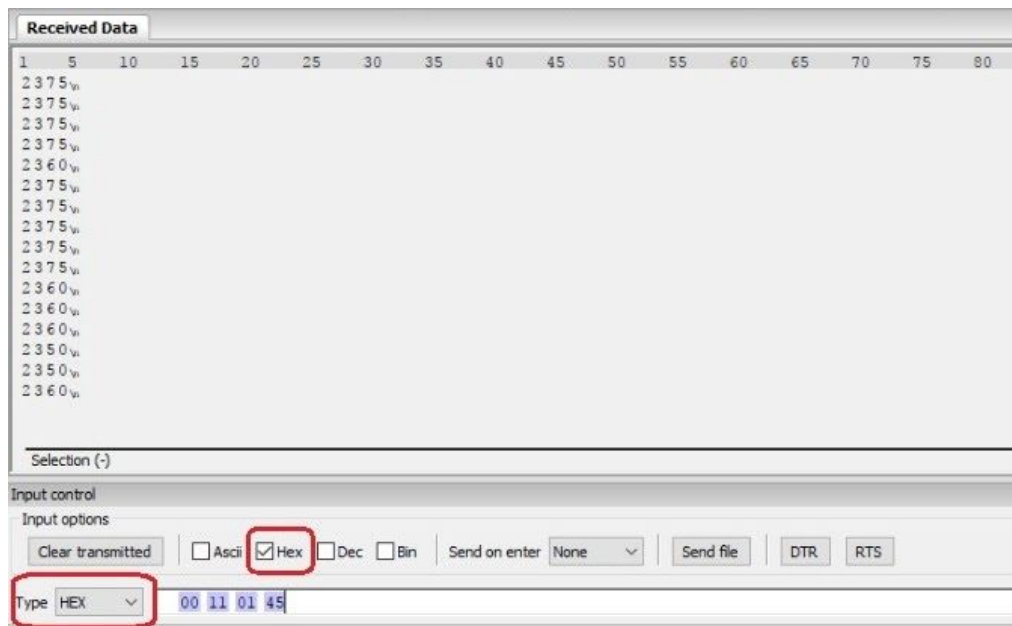 Received Data
1 5 10 15 20 25 30 35 40 45 50 55 60 65 70 75 80
2375\n
2375\n
2375\n
2375\n
2360\n
2375\n
2375\n
2375\n
2375\n
2375\n
2360\n
2360\n
2360\n
2350\n
2350\n
2360\n
Selection (-)
Input control
Input options
Clear transmitted Ascii Hex Dec Bin Send on enter None Send file DTR RTS
Type HEX 00 11 01 45